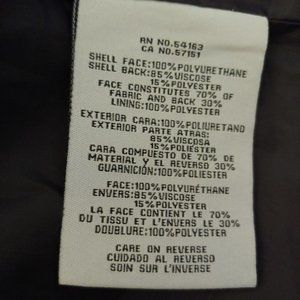 RN NO.54163
CA NO.57151
SHELL FACE:100%POLYURETHANE
SHELL BACK:85%VISCOSE
15%POLYESTER
FACE CONSTITUTES 70% OF
FABRIC AND BACK 30%
LINING:100%POLYESTER
EXTERIOR CARA:100%POLIURETANO
EXTERIOR PARTE ATRAS:
85%VISCOSA
15%POLIESTER
CARA COMPUESTO DE 70% DE
MATERIAL Y EL REVERSO 30%
GUARNICIÓN:100%POLIESTER
FACE:100%POLYURÉTHANE
ENVERS:85%VISCOSE
15%POLYESTER
LA FACE CONTIENT LE 70%
DU TISSU ET L'ENVERS LE 30%
DOUBLURE:100%POLYESTER
CARE ON REVERSE
CUIDADO AL REVERSO
SOIN SUR L'INVERSE